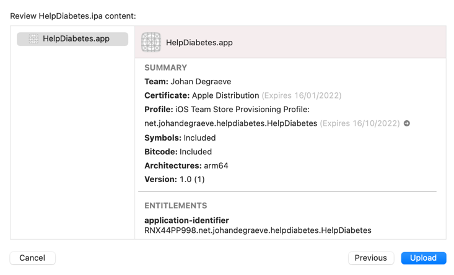 Review HelpDiabetes.ipa content:
HelpDiabetes.app
HelpDiabetes.app
SUMMARY
Team: Johan Degraeve
Certificate: Apple Distribution (Expires 16/01/2022)
Profile: iOS Team Store Provisioning Profile:
net.johandegraeve.helpdiabetes.HelpDiabetes (Expires 16/10/2022)
Symbols: Included
Bitcode: Included
Architectures: arm64
Version: 1.0 (1)
ENTITLEMENTS
application-identifier
RNX44PP998.net.johandegraeve.helpdiabetes.HelpDiabetes
Cancel
Previous
Upload